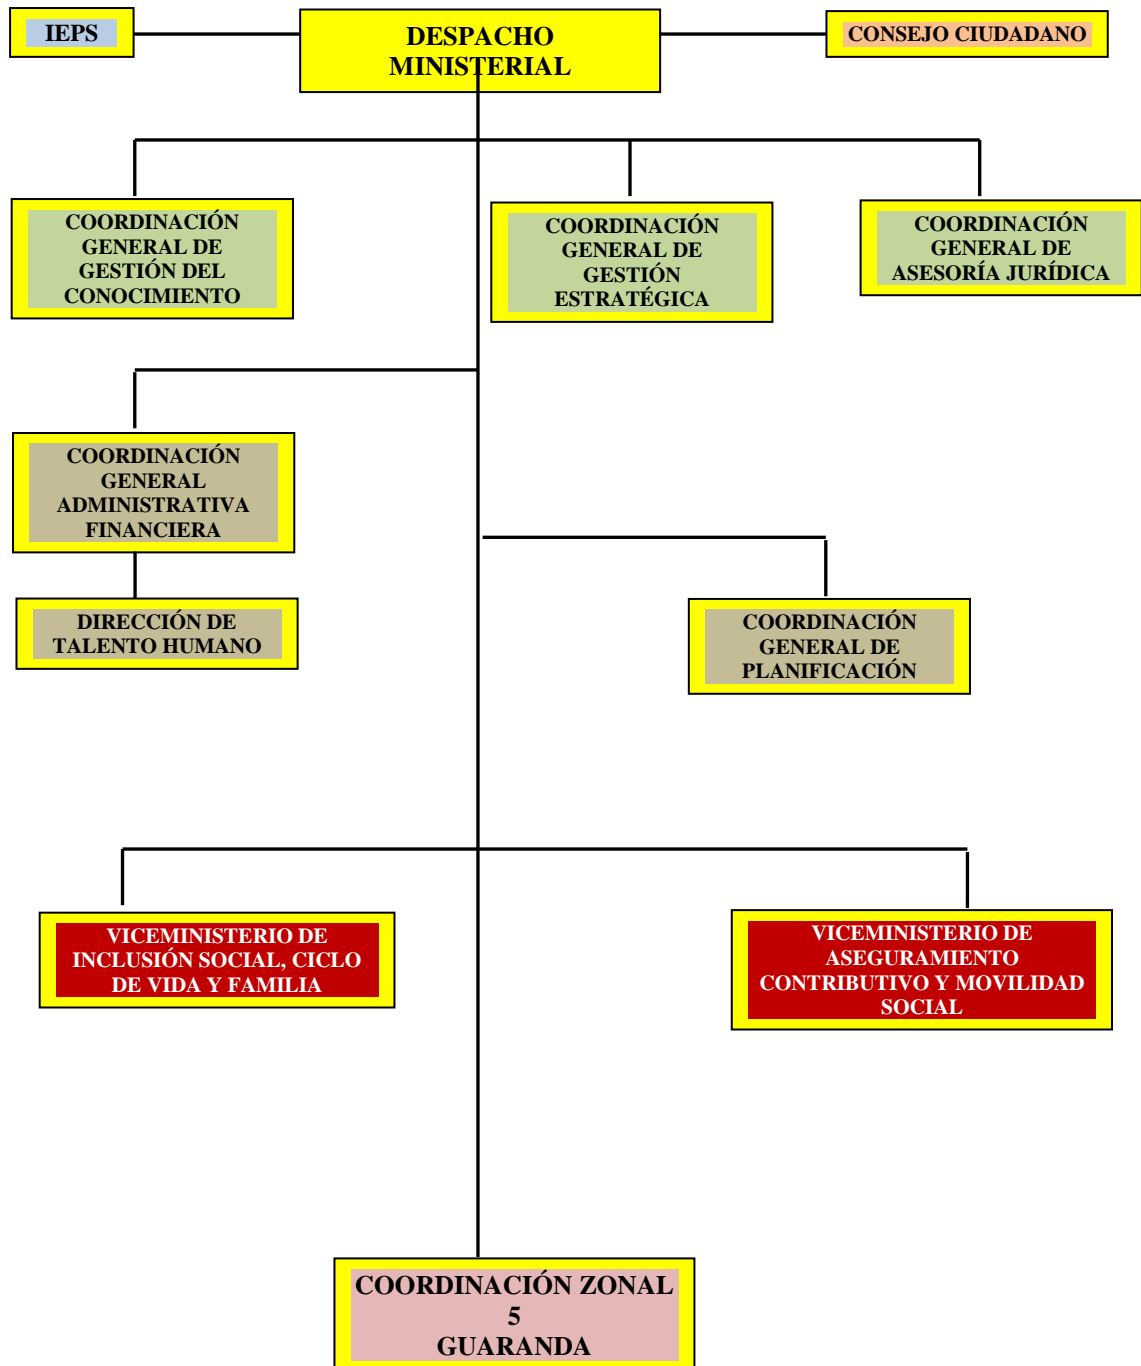 IEPS
DESPACHO
MINISTERIAL
CONSEJO CIUDADANO
COORDINACIÓN
GENERAL DE
GESTIÓN DEL
CONOCIMIENTO
COORDINACIÓN
GENERAL DE
GESTIÓN
ESTRATÉGICA
COORDINACIÓN
GENERAL DE
ASESORÍA JURÍDICA
COORDINACIÓN
GENERAL
ADMINISTRATIVA
FINANCIERA
DIRECCIÓN DE
TALENTO HUMANO
COORDINACIÓN
GENERAL DE
PLANIFICACIÓN
VICEMINISTERIO DE
INCLUSIÓN SOCIAL, CICLO
DE VIDA Y FAMILIA
VICEMINISTERIO DE
ASEGURAMIENTO
CONTRIBUTIVO Y MOVILIDAD
SOCIAL
COORDINACIÓN ZONAL
5
GUARANDA